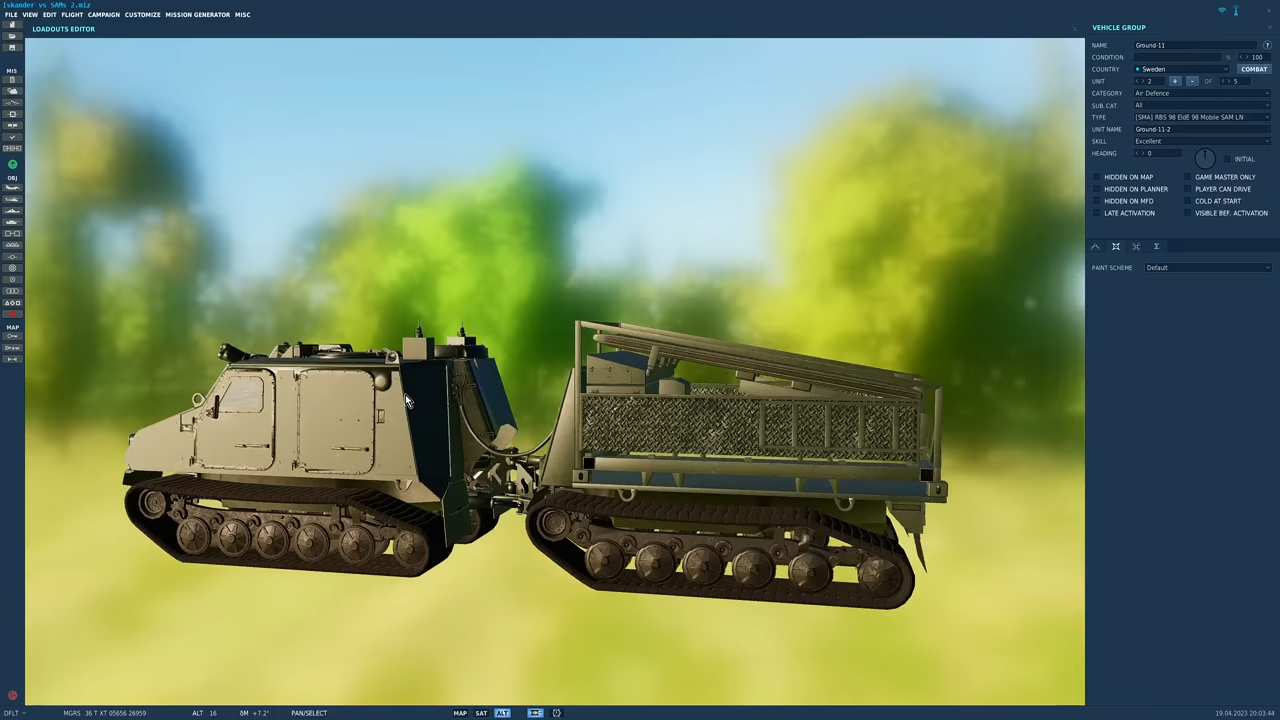 Iskander vs SAMs 2.miz
FILE VIEW EDIT FLIGHT CAMPAIGN CUSTOMIZE MISSION GENERATOR MISC
LOADOUTS EDITOR
VEHICLE GROUP
NAME Ground-11 ?
CONDITION % 100
COUNTRY Sweden COMBAT
UNIT 2 + - OF 5
CATEGORY Air Defence
SUB. CAT. All
TYPE [SMA] RBS 98 EldE 98 Mobile SAM LN
UNIT NAME Ground-11-2
SKILL Excellent
HEADING 0 INITIAL
HIDDEN ON MAP GAME MASTER ONLY
HIDDEN ON PLANNER PLAYER CAN DRIVE
HIDDEN ON MFD COLD AT START
LATE ACTIVATION VISIBLE BEF. ACTIVATION
PAINT SCHEME Default
MIS
OBJ
MAP
Draw
DFLT MGRS 36 T XT 05656 26959 ALT 16 δM +7.2° PAN/SELECT MAP SAT ALT 19.04.2023 20:03:44